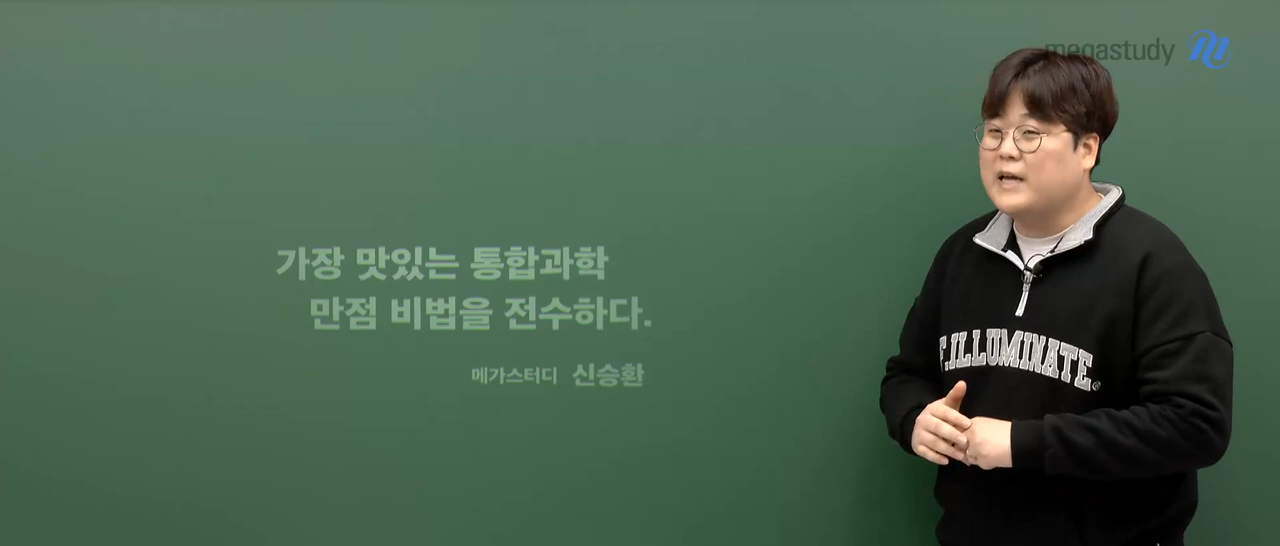 megastudy
가장 맛있는 통합과학
만점 비법을 전수하다.
메가스터디 신승환
F.ILLUMINATE